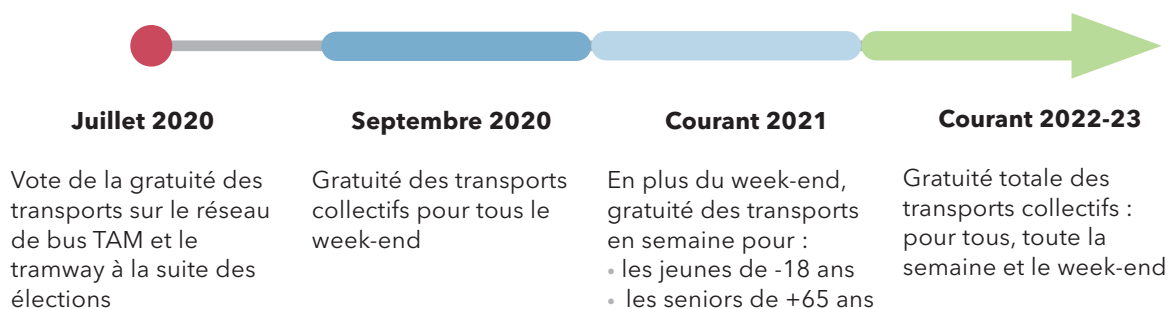 Juillet 2020
Vote de la gratuité des
transports sur le réseau
de bus TAM et le
tramway à la suite des
élections
Septembre 2020
Gratuité des transports
collectifs pour tous le
week-end
Courant 2021
En plus du week-end,
gratuité des transports
en semaine pour :
• les jeunes de -18 ans
• les seniors de +65 ans
Courant 2022-23
Gratuité totale des
transports collectifs :
pour tous, toute la
semaine et le week-end